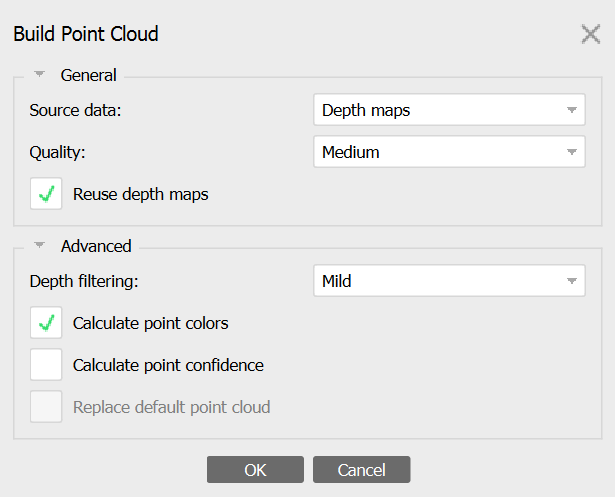 Build Point Cloud
General
Source data: Depth maps
Quality: Medium
Reuse depth maps
Advanced
Depth filtering: Mild
Calculate point colors
Calculate point confidence
Replace default point cloud
OK Cancel